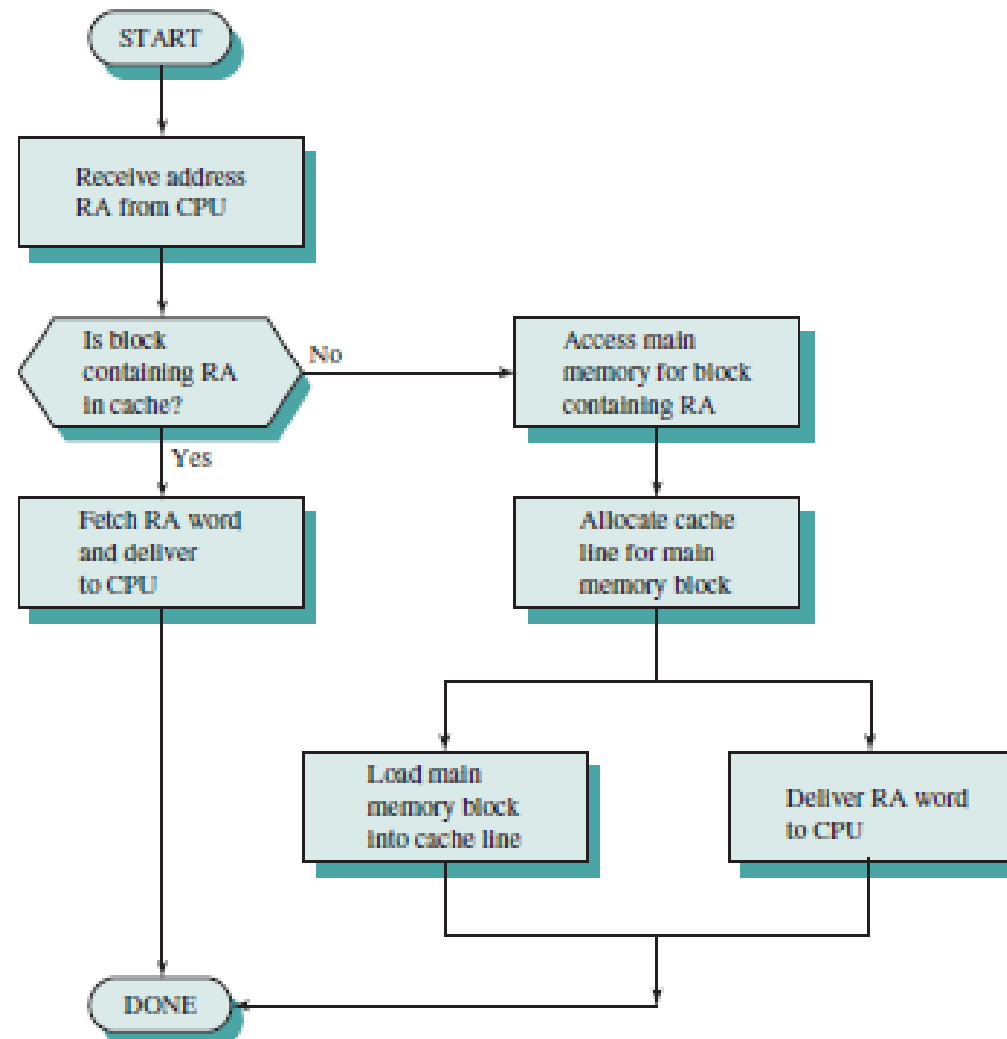 START
Receive address
RA from CPU
Is block
containing RA
in cache?
No
Access main
memory for block
containing RA
Yes
Fetch RA word
and deliver
to CPU
Allocate cache
line for main
memory block
Load main
memory block
into cache line
Deliver RA word
to CPU
DONE